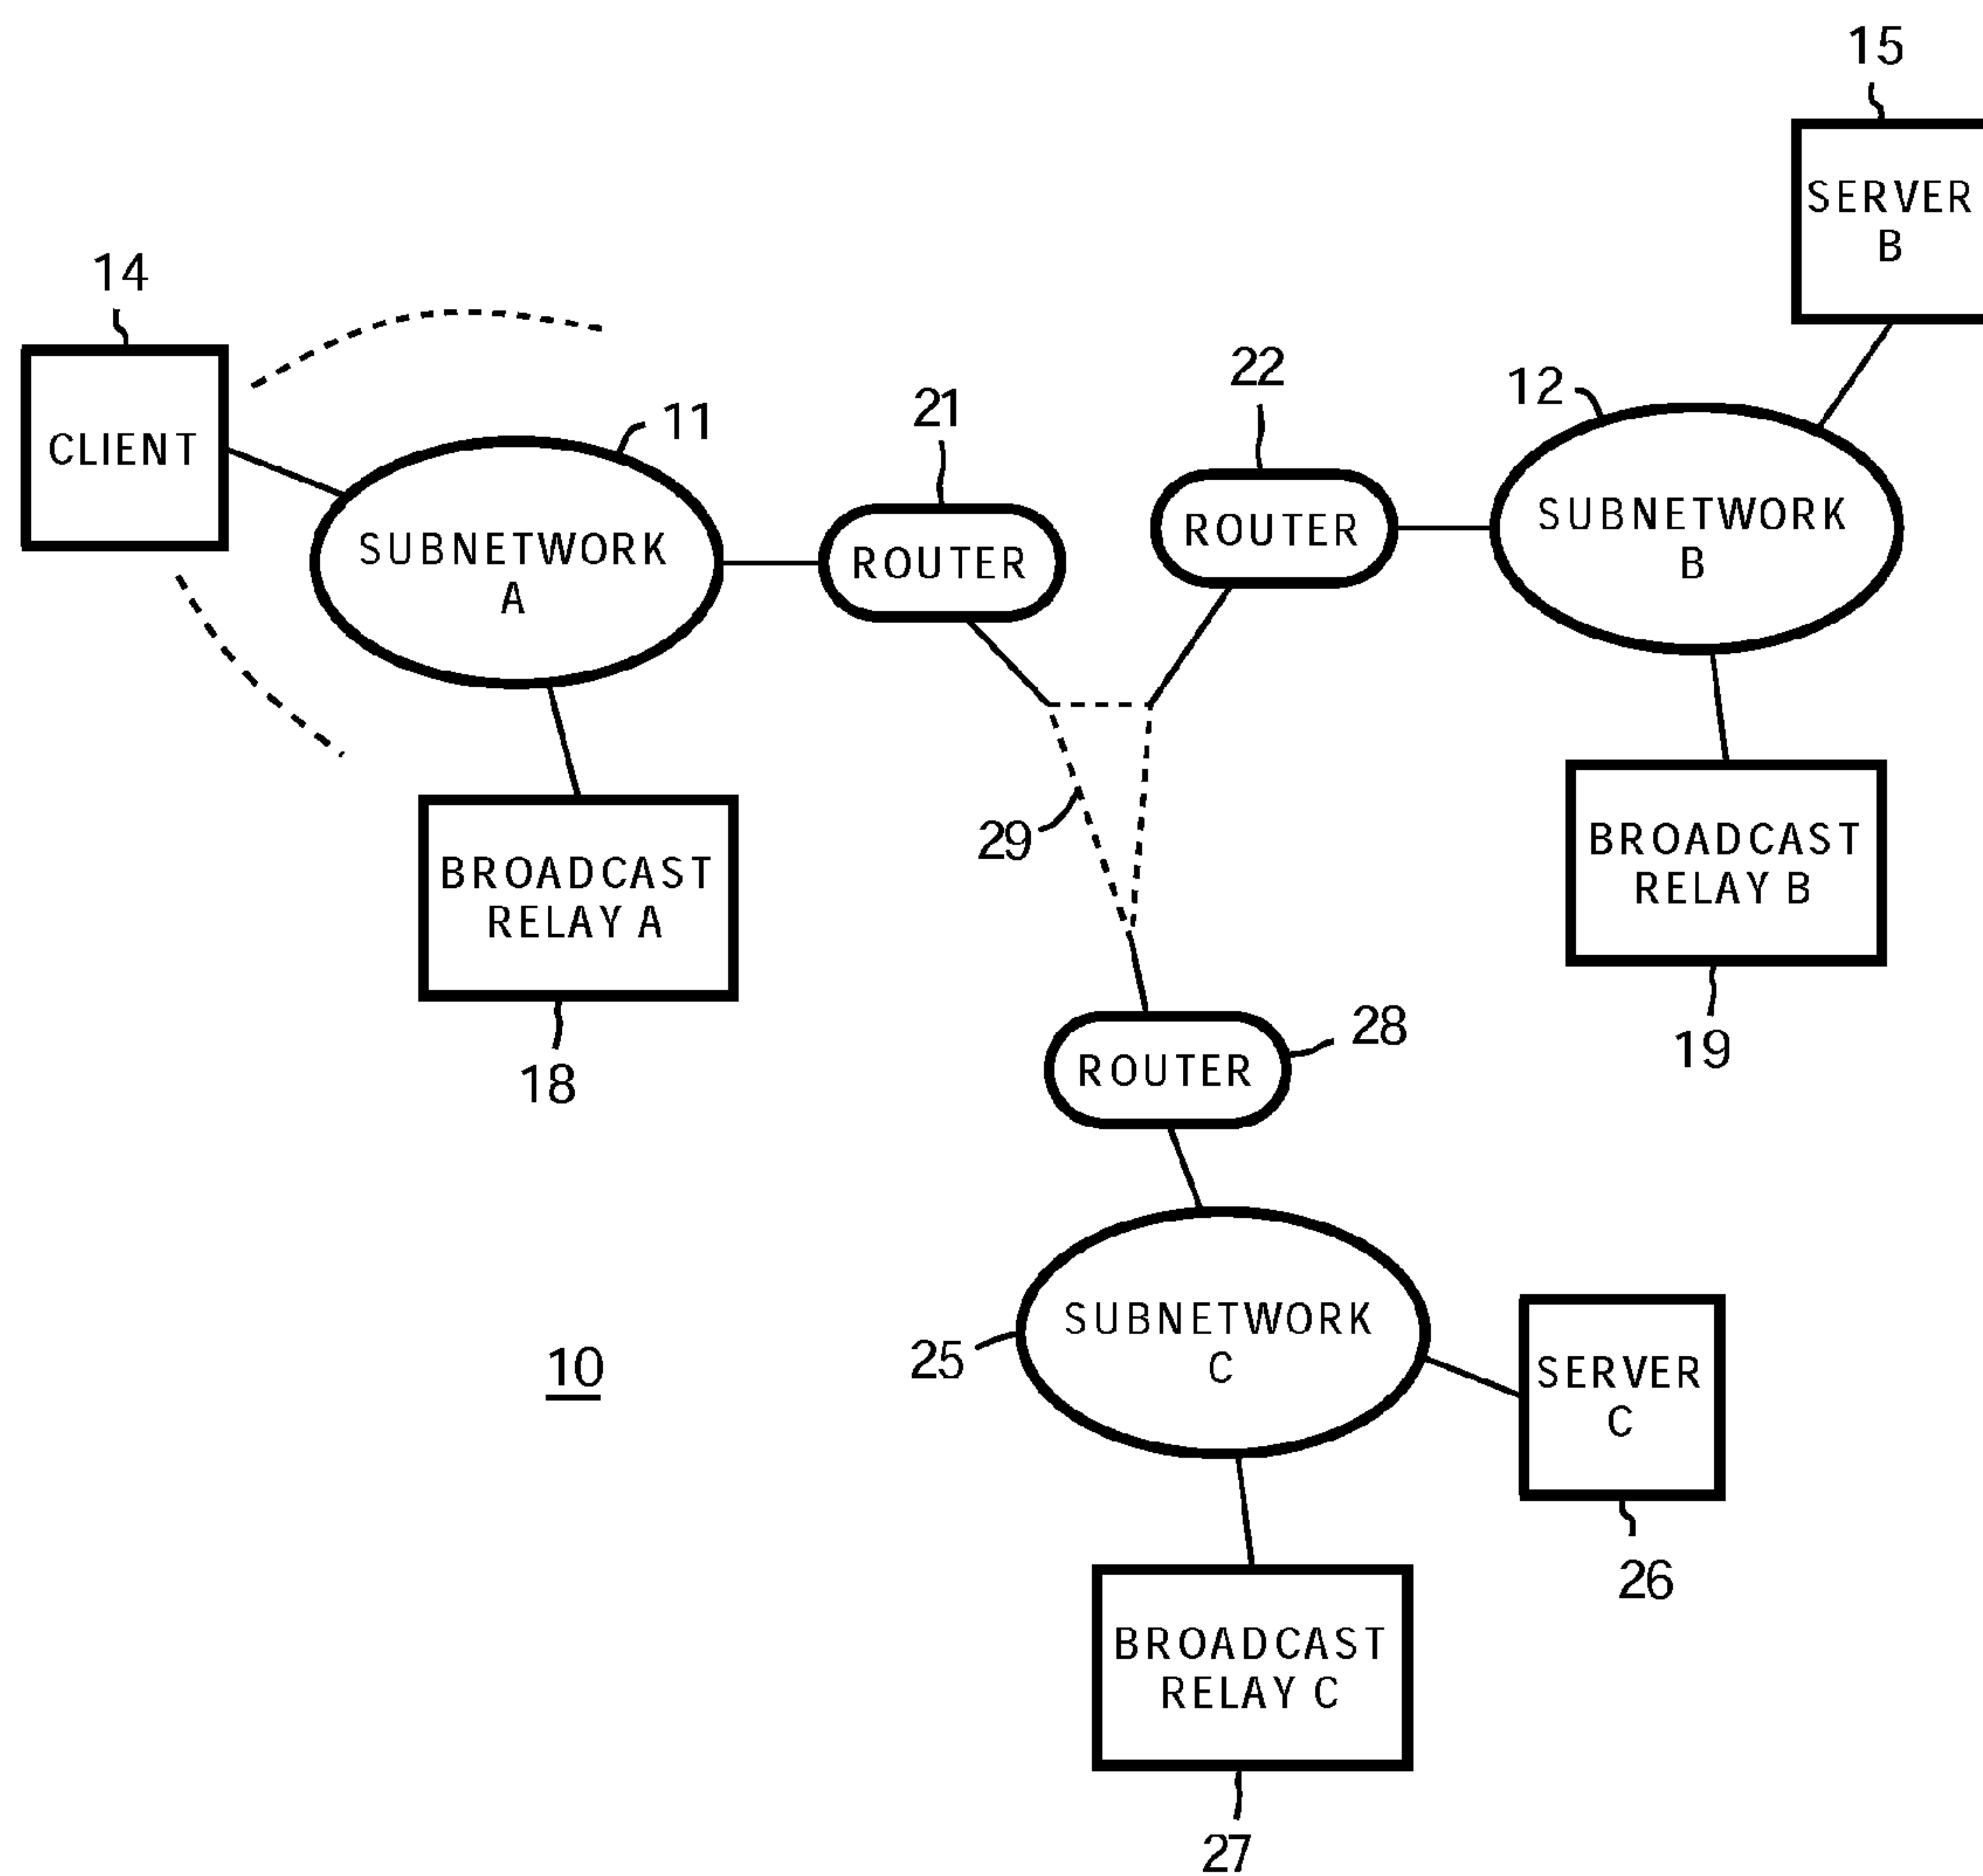 15
SERVER
B
14
CLIENT
11
SUBNETWORK
A
21
ROUTER
22
ROUTER
12
SUBNETWORK
B
29
BROADCAST
RELAY A
18
BROADCAST
RELAY B
19
ROUTER
28
SUBNETWORK
C
25
10
SERVER
C
26
BROADCAST
RELAY C
27